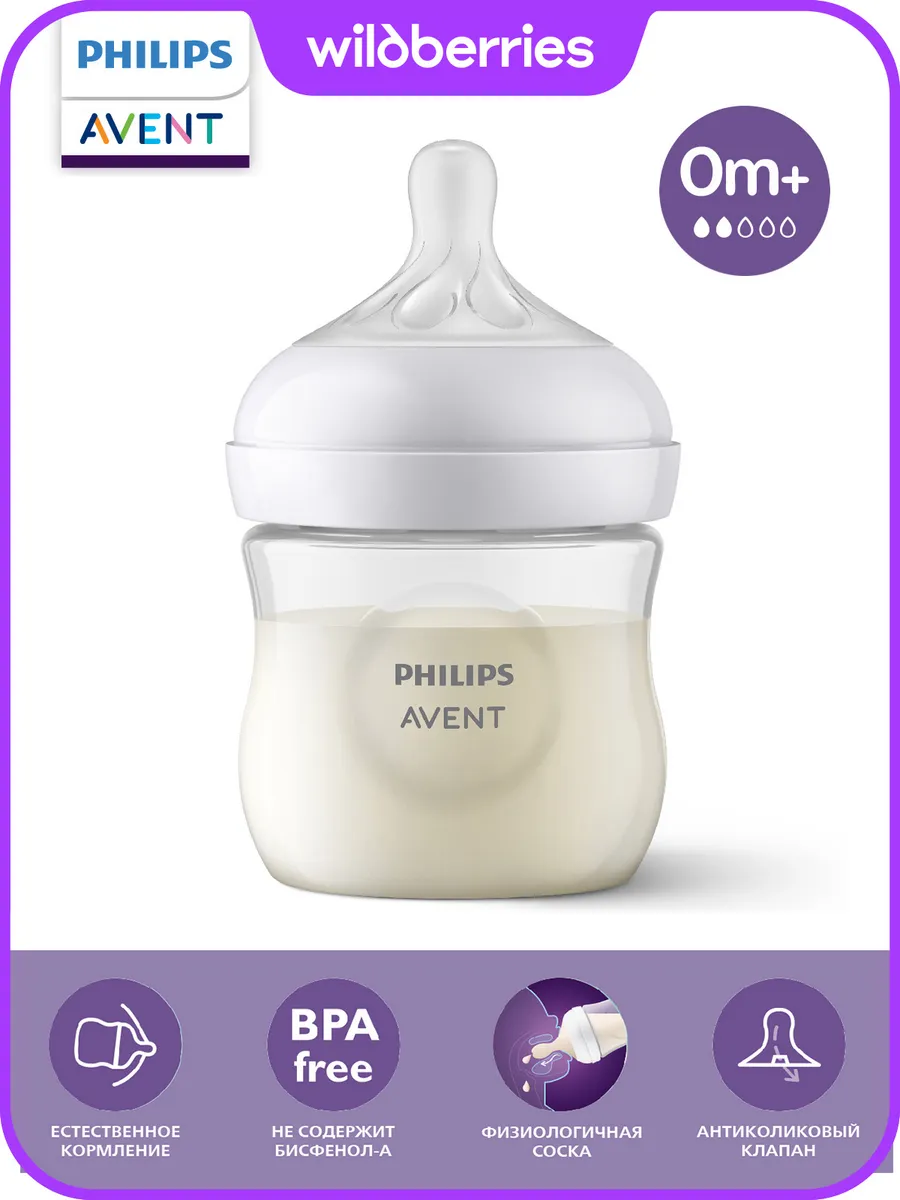 PHILIPS
AVENT
wildberries
0m+
PHILIPS
AVENT
BPA
free
ЕСТЕСТВЕННОЕ
КОРМЛЕНИЕ
НЕ СОДЕРЖИТ
БИСФЕНОЛ-А
ФИЗИОЛОГИЧНАЯ
СОСКА
АНТИКОЛИКОВЫЙ
КЛАПАН